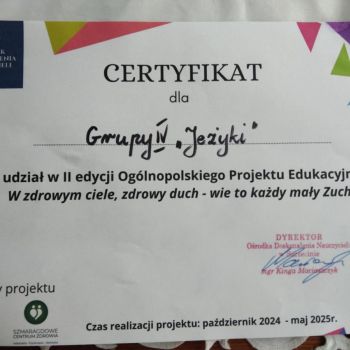 CERTYFIKAT
dla
Grupy IV "Jeżyki"
udział w II edycji Ogólnopolskiego Projektu Edukacyjn
W zdrowym ciele, zdrowy duch - wie to każdy mały Zuch
DYREKTOR
Ośrodka Doskonalenia Nauczycieli
w Szczecinie
mgr Kinga
y projektu
SZMARAGDOWE
CENTRUM ZDROWIA
Czas realizacji projektu: październik 2024 - maj 2025r.